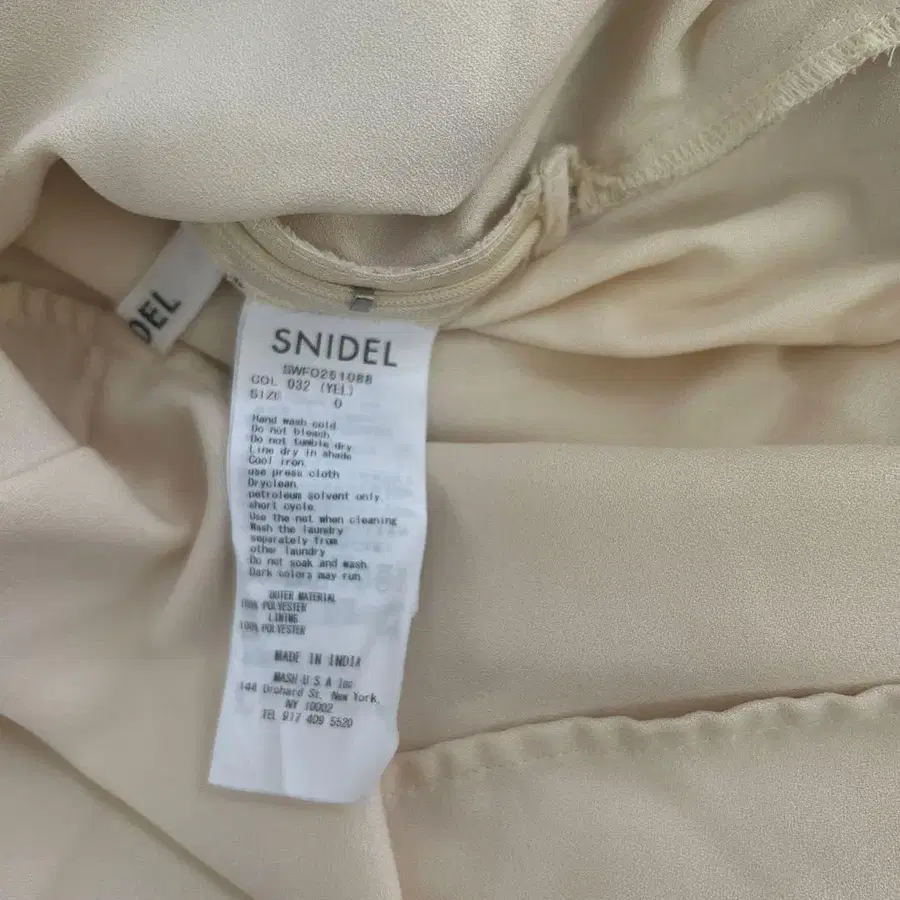 DEL
SNIDEL
SWFO251088
COL 032 (YEL)
SIZE 0
Hand wash cold
Do not bleach
Do not tumble dry
Line dry in shade
Cool iron
use press cloth
Dryclean
petroleum solvent only
short cycle
Use the net when cleaning
Wash the laundry
separately from
other laundry
Do not soak and wash
Dark colors may run
OUTER MATERIAL
100% POLYESTER
LINING
100% POLYESTER
MADE IN INDIA
MASH U S A Inc
144 Orchard St. New York,
NY 10002
TEL 917 409 5520